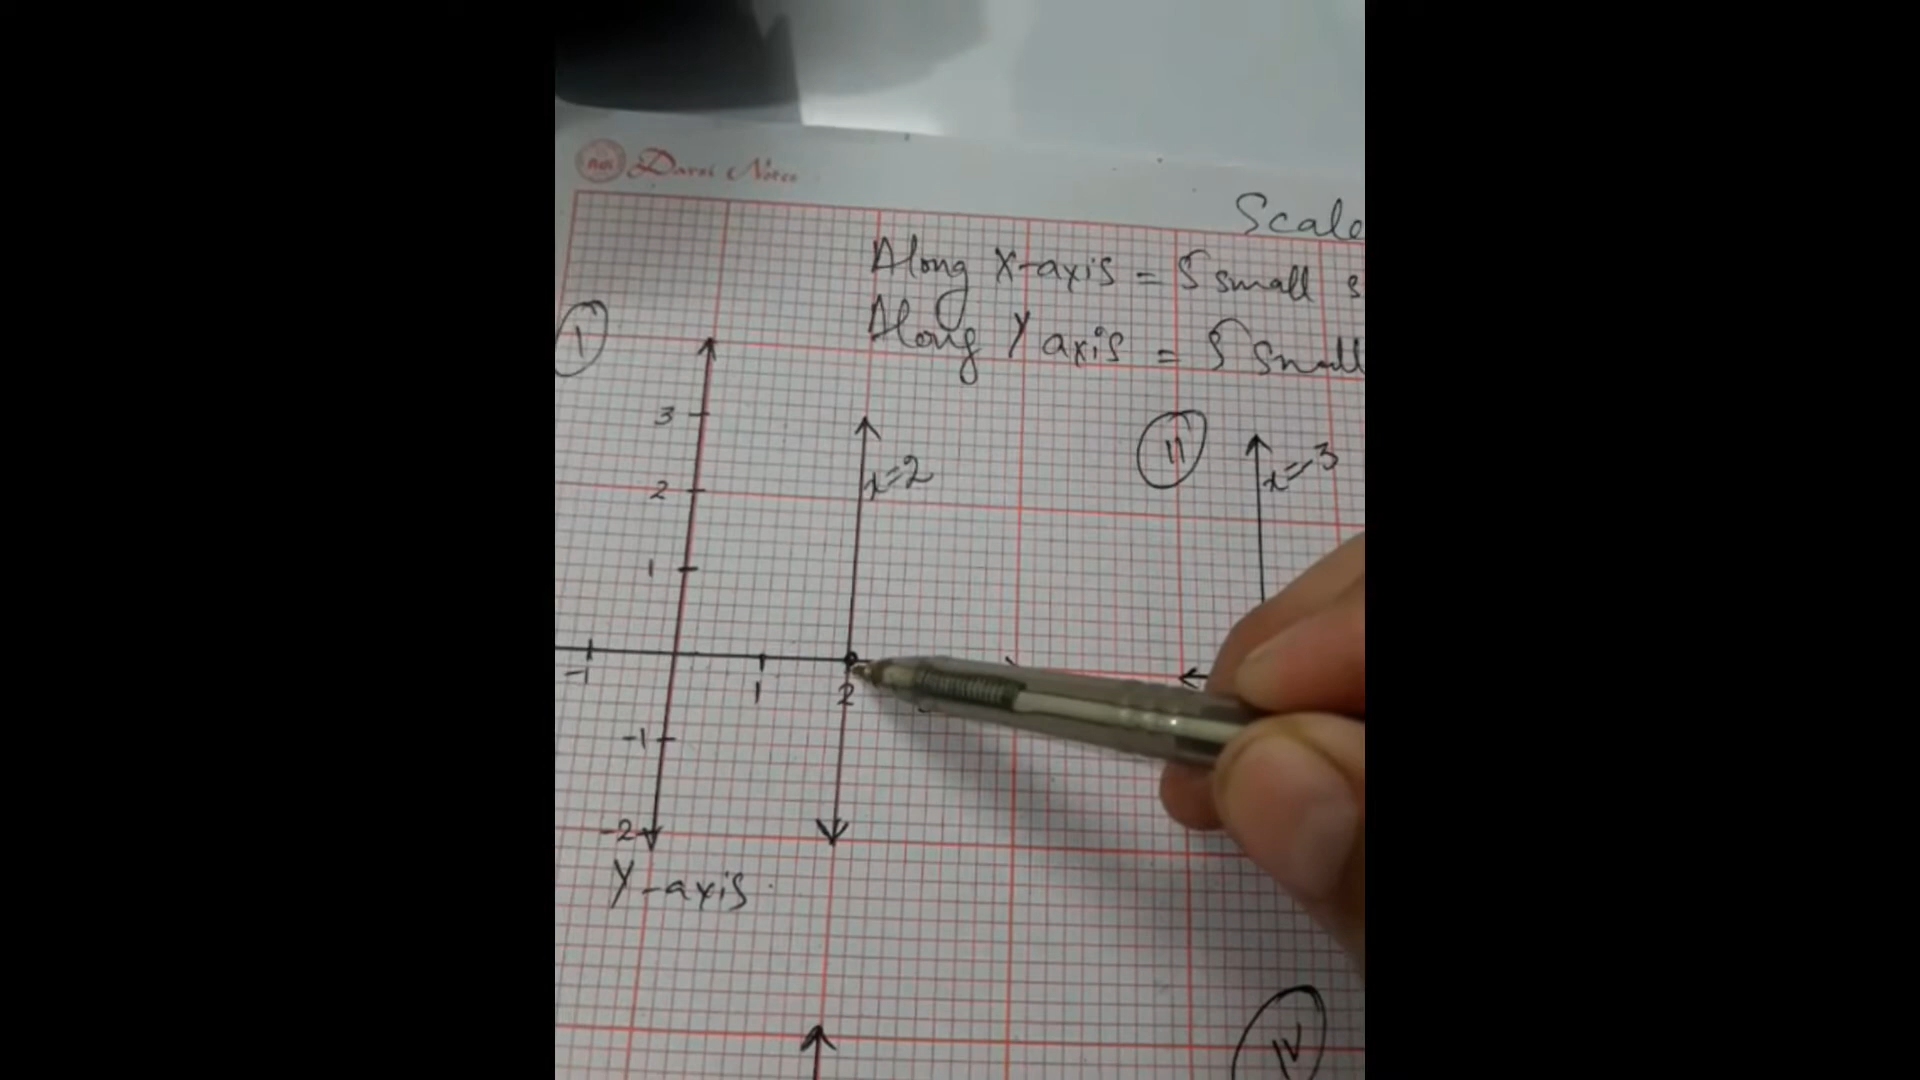 Darsi Notes
Scale
Along X-axis = 5 small s
Along Y axis = 5 small
I
3
II
x=2
x=-3
2
1
-1
1
2
-1
-2
Y-axis
IV